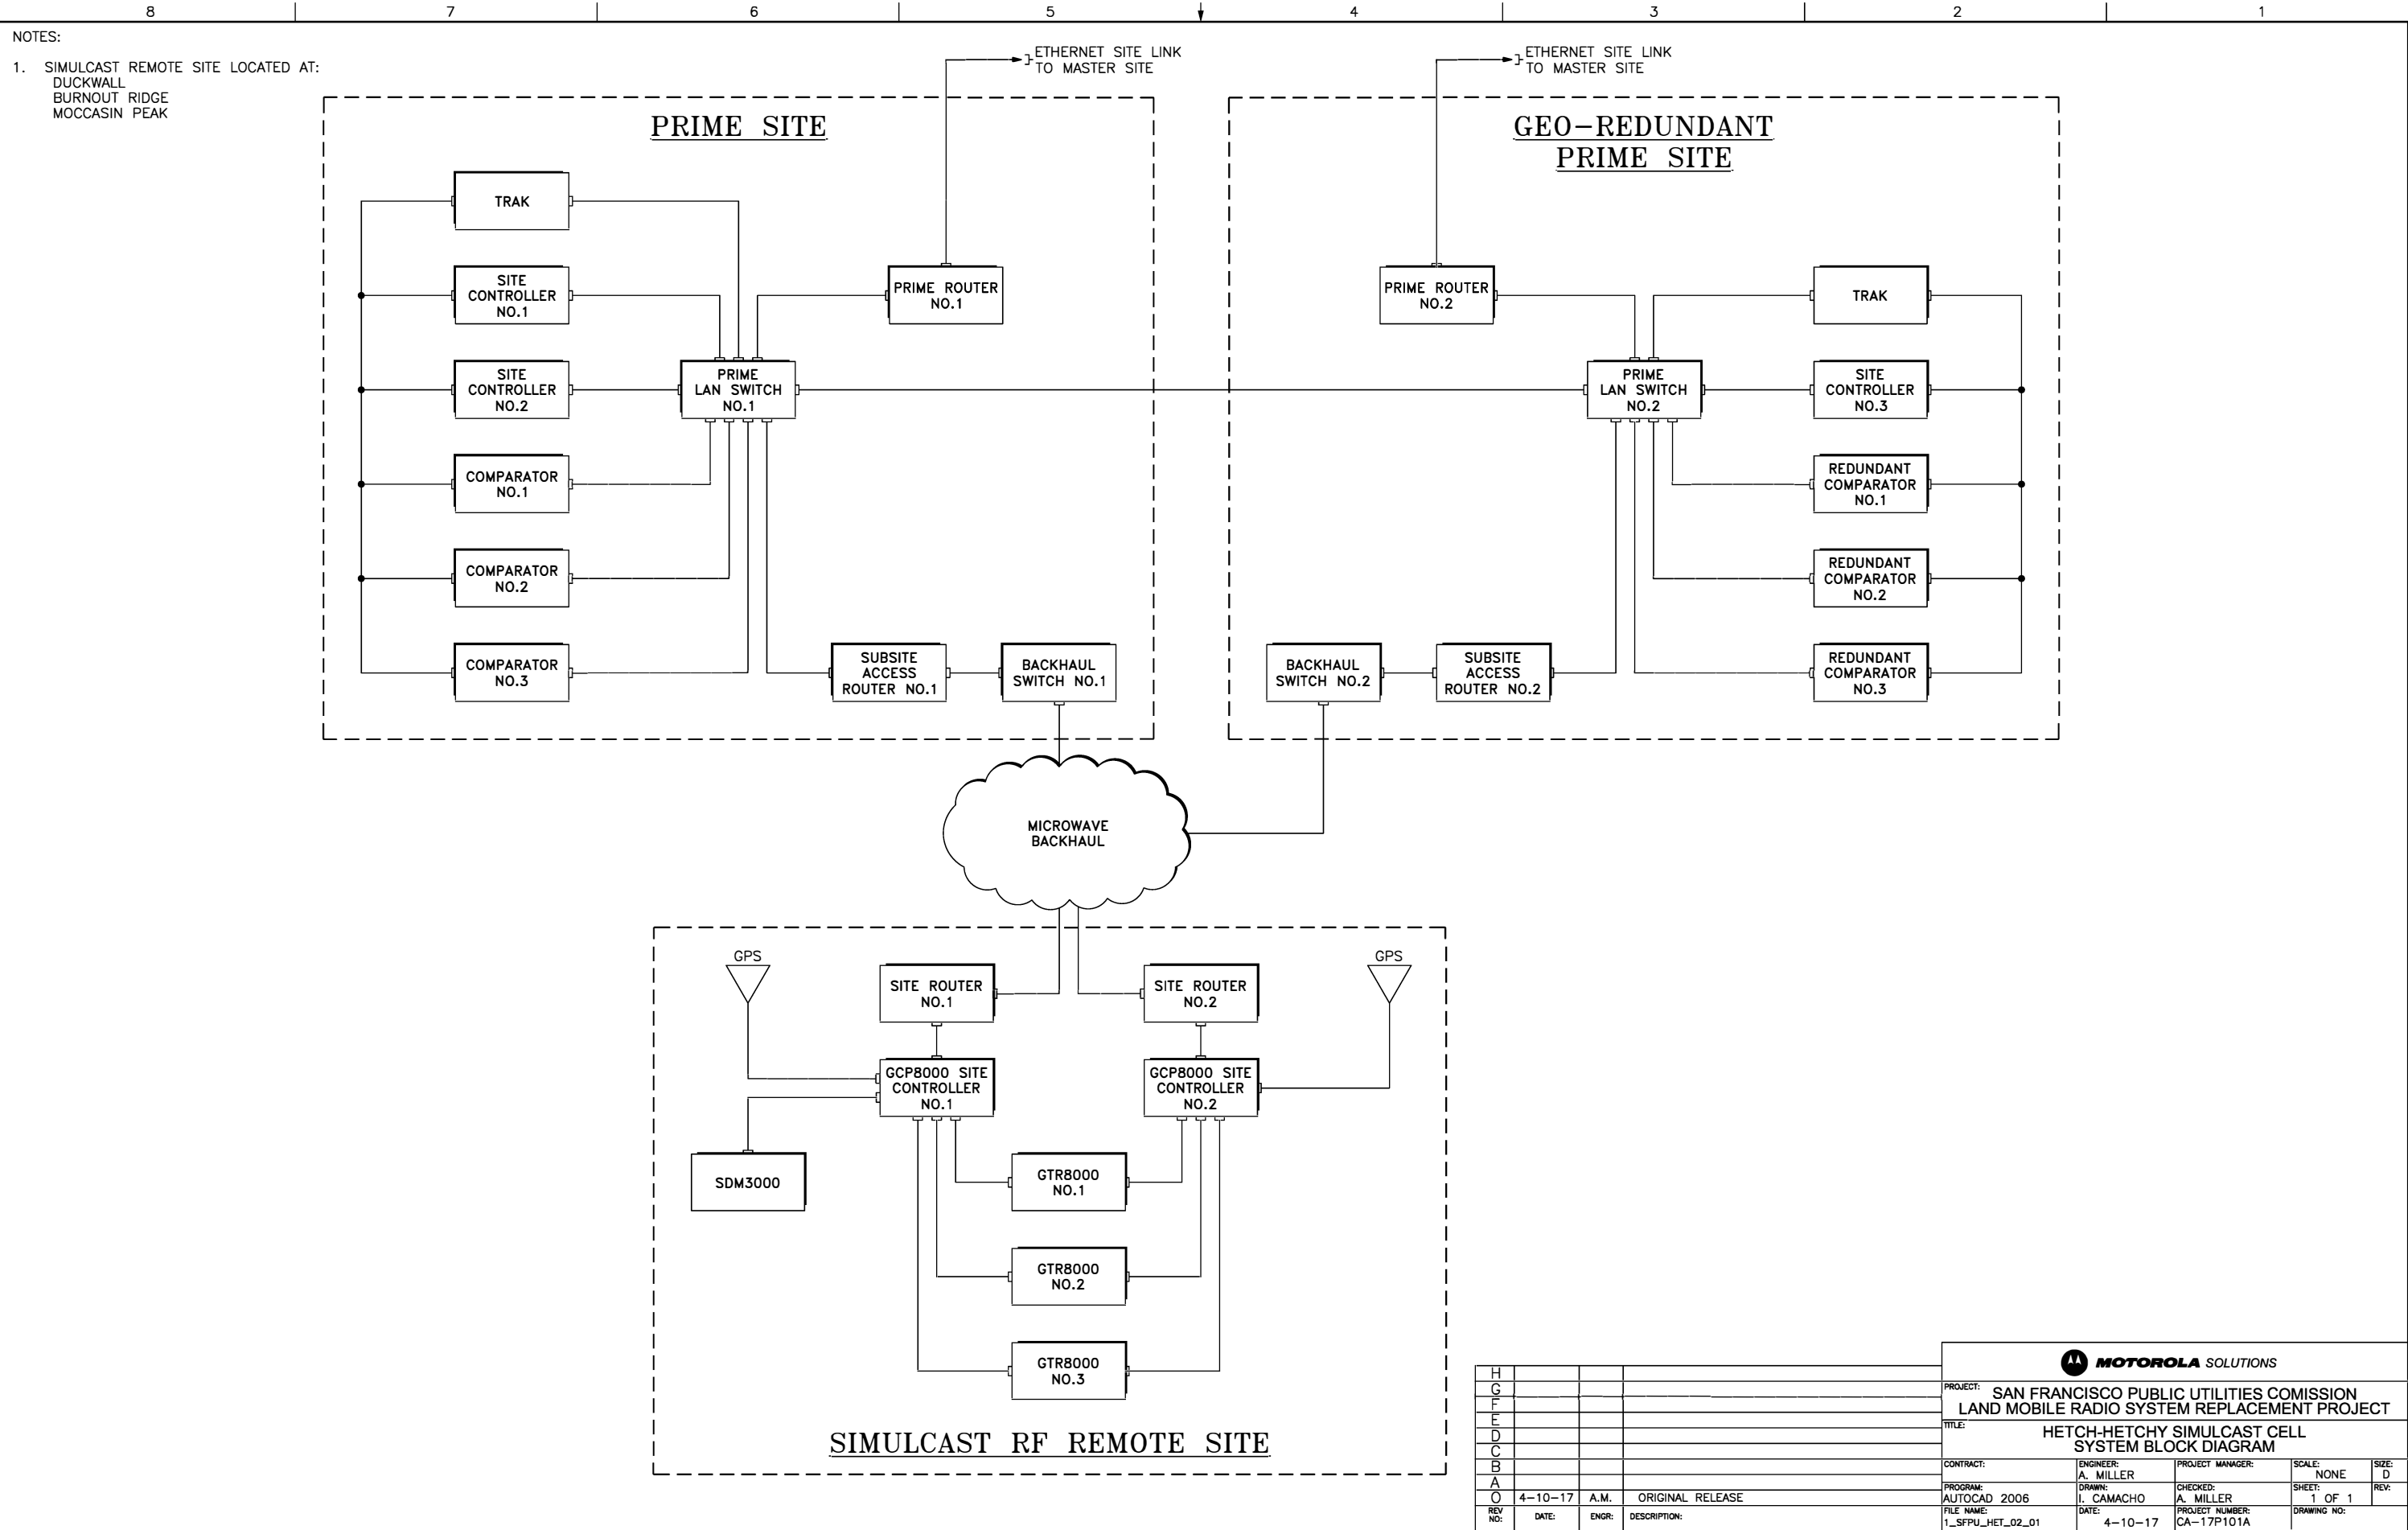 8 7 6 5 4 3 2 1
NOTES:
1. SIMULCAST REMOTE SITE LOCATED AT:
DUCKWALL
BURNOUT RIDGE
MOCCASIN PEAK
ETHERNET SITE LINK
TO MASTER SITE
ETHERNET SITE LINK
TO MASTER SITE
PRIME SITE
TRAK
SITE
CONTROLLER
NO.1
SITE
CONTROLLER
NO.2
COMPARATOR
NO.1
COMPARATOR
NO.2
COMPARATOR
NO.3
PRIME
LAN SWITCH
NO.1
PRIME ROUTER
NO.1
SUBSITE
ACCESS
ROUTER NO.1
BACKHAUL
SWITCH NO.1
GEO-REDUNDANT
PRIME SITE
PRIME ROUTER
NO.2
PRIME
LAN SWITCH
NO.2
TRAK
SITE
CONTROLLER
NO.3
REDUNDANT
COMPARATOR
NO.1
REDUNDANT
COMPARATOR
NO.2
REDUNDANT
COMPARATOR
NO.3
BACKHAUL
SWITCH NO.2
SUBSITE
ACCESS
ROUTER NO.2
MICROWAVE
BACKHAUL
GPS
SITE ROUTER
NO.1
SITE ROUTER
NO.2
GPS
GCP8000 SITE
CONTROLLER
NO.1
GCP8000 SITE
CONTROLLER
NO.2
SDM3000
GTR8000
NO.1
GTR8000
NO.2
GTR8000
NO.3
SIMULCAST RF REMOTE SITE
H
G
F
E
D
C
B
A
O 4-10-17 A.M. ORIGINAL RELEASE
REV NO: DATE: ENGR: DESCRIPTION:
MOTOROLA SOLUTIONS
PROJECT: SAN FRANCISCO PUBLIC UTILITIES COMISSION
LAND MOBILE RADIO SYSTEM REPLACEMENT PROJECT
TITLE: HETCH-HETCHY SIMULCAST CELL
SYSTEM BLOCK DIAGRAM
CONTRACT: ENGINEER: PROJECT MANAGER: SCALE: SIZE:
A. MILLER NONE D
PROGRAM: DRAWN: CHECKED: SHEET: REV:
AUTOCAD 2006 I. CAMACHO A. MILLER 1 OF 1
FILE NAME: DATE: PROJECT NUMBER: DRAWING NO:
1_SFPU_HET_02_01 4-10-17 CA-17P101A